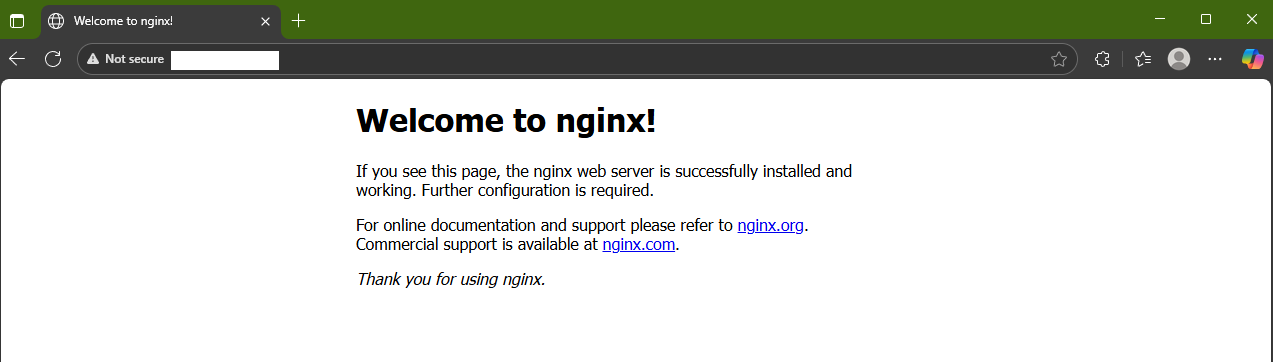 Welcome to nginx!
Not secure
Welcome to nginx!
If you see this page, the nginx web server is successfully installed and
working. Further configuration is required.
For online documentation and support please refer to nginx.org.
Commercial support is available at nginx.com.
Thank you for using nginx.